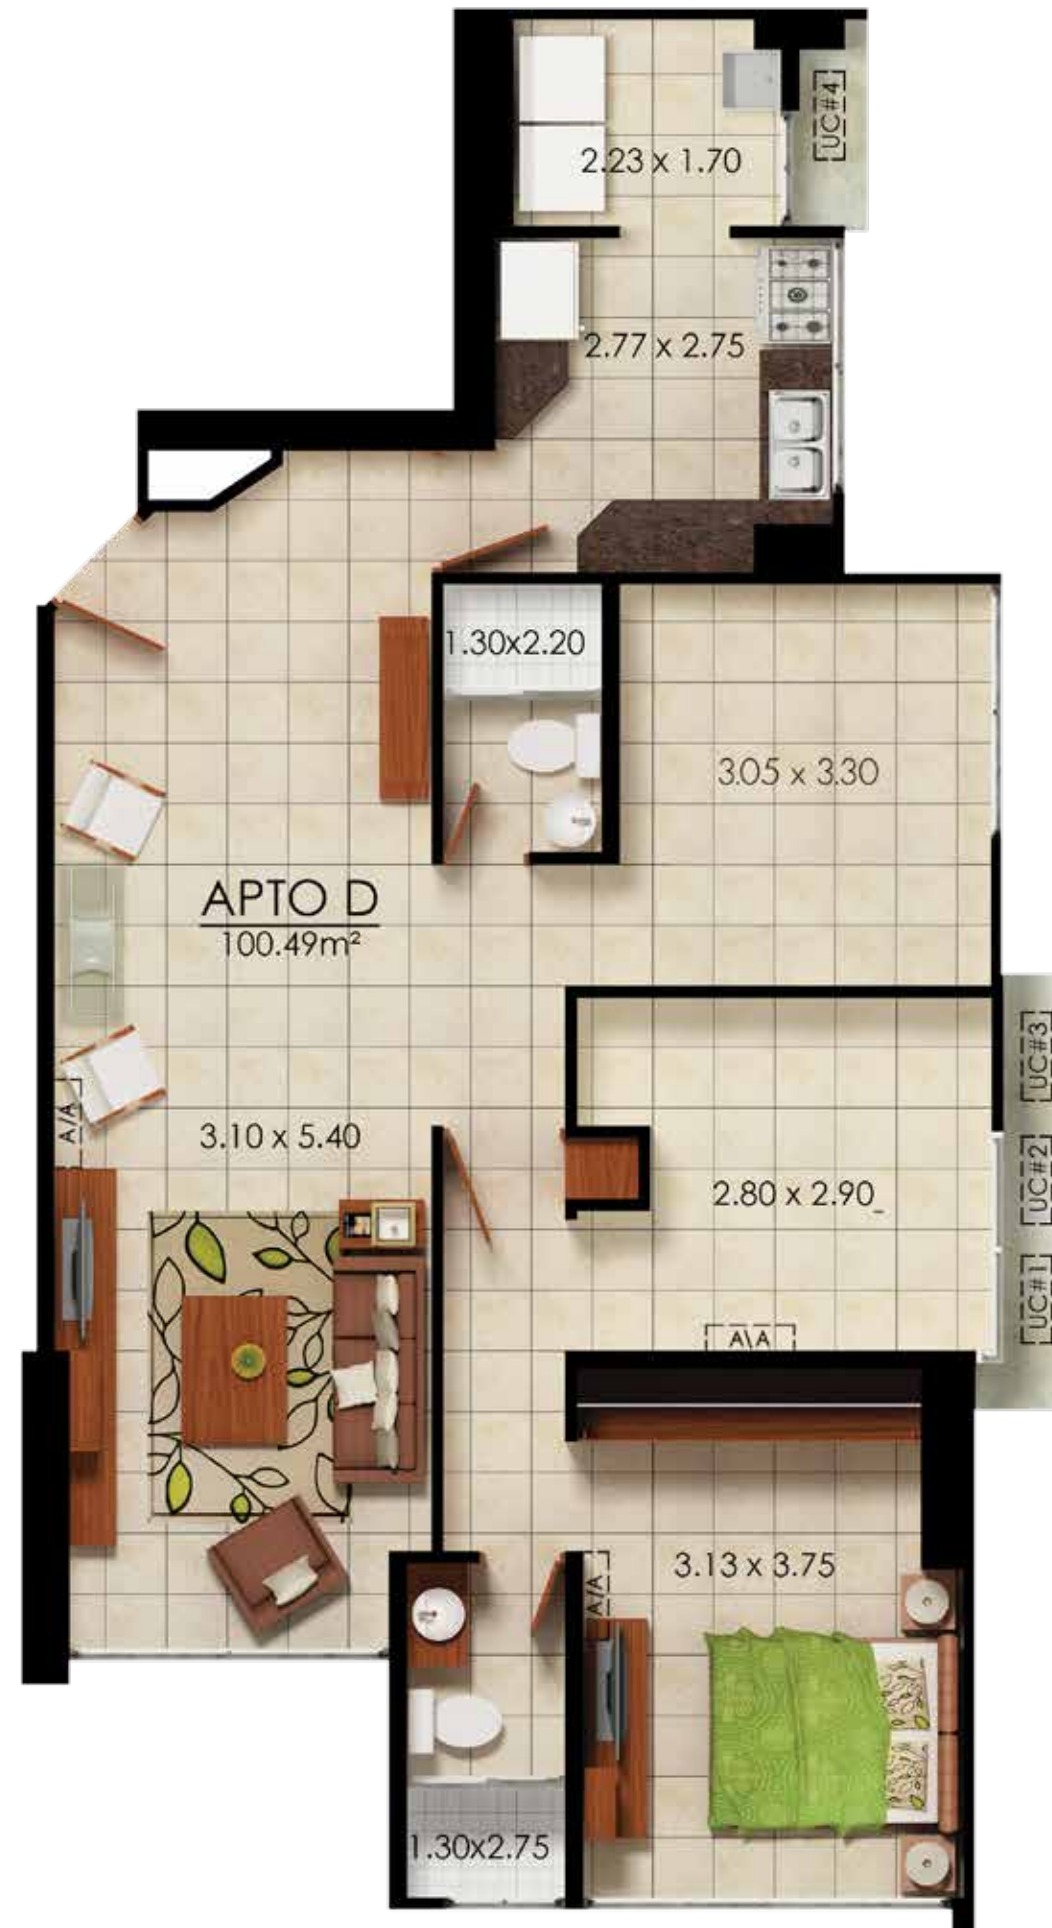 UC#4
2.23 x 1.70
2.77 x 2.75
1.30x2.20
3.05 x 3.30
APTO D
100.49m²
UC#3
A/A
3.10 x 5.40
UC#2
2.80 x 2.90_
UC#1
A\A
3.13 x 3.75
A/A
1.30x2.75